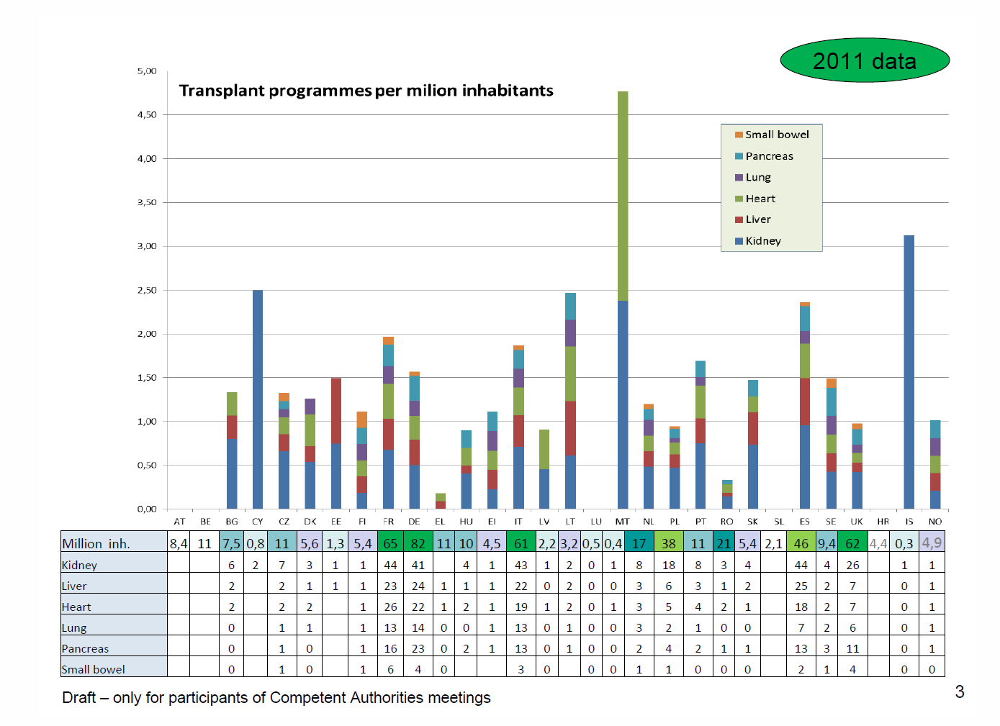 2011 data
Transplant programmes per milion inhabitants
5,00
4,50
4,00
3,50
3,00
2,50
2,00
1,50
1,00
0,50
0,00
Small bowel
Pancreas
Lung
Heart
Liver
Kidney
AT BE BG CY CZ DK EE FI FR DE EL HU EI IT LV LT LU MT NL PL PT RO SK SL ES SE UK HR IS NO
Million inh. 8,4 11 7,5 0,8 11 5,6 1,3 5,4 65 82 11 10 4,5 61 2,2 3,2 0,5 0,4 17 38 11 21 5,4 2,1 46 9,4 62 4,4 0,3 4,9
Kidney 6 2 7 3 1 1 44 41 4 1 43 1 2 0 1 8 18 8 3 4 44 4 26 1 1
Liver 2 2 1 1 1 23 24 1 1 1 22 0 2 0 0 3 6 3 1 2 25 2 7 0 1
Heart 2 2 2 1 26 22 1 2 1 19 1 2 0 1 3 5 4 2 1 18 2 7 0 1
Lung 0 1 1 1 13 14 0 0 1 13 0 1 0 0 3 2 1 0 0 7 2 6 0 1
Pancreas 0 1 0 1 16 23 0 2 1 13 0 1 0 0 2 4 2 1 1 13 3 11 0 1
Small bowel 0 1 0 1 6 4 0 3 0 0 0 1 1 0 0 0 2 1 4 0 0
Draft – only for participants of Competent Authorities meetings
3